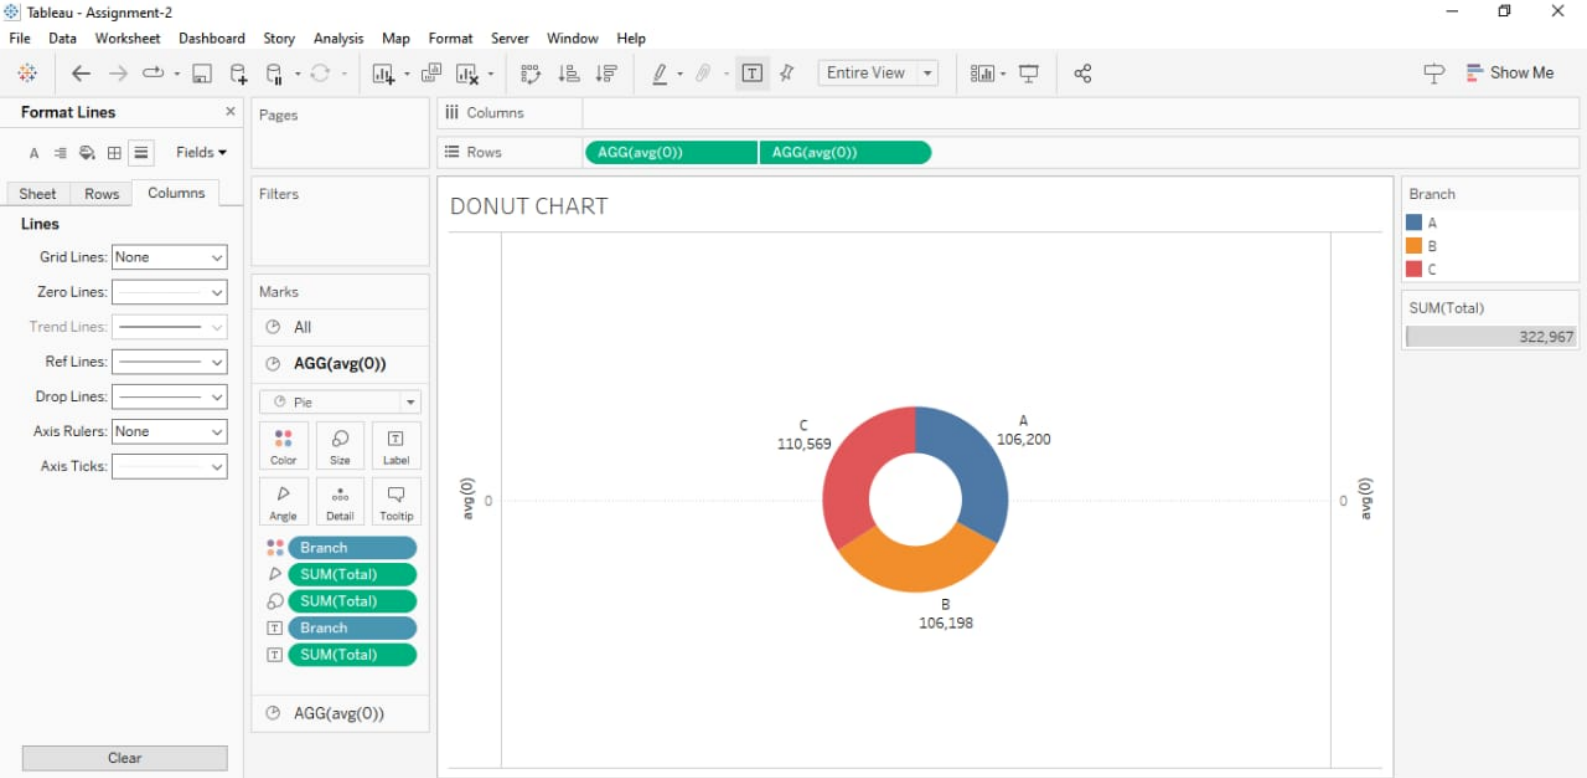 Tableau - Assignment-2
File Data Worksheet Dashboard Story Analysis Map Format Server Window Help
Entire View
Show Me
Format Lines
Fields
Sheet Rows Columns
Lines
Grid Lines: None
Zero Lines:
Trend Lines:
Ref Lines:
Drop Lines:
Axis Rulers: None
Axis Ticks:
Clear
Pages
Filters
Marks
All
AGG(avg(0))
Pie
Color Size Label
Angle Detail Tooltip
Branch
SUM(Total)
SUM(Total)
Branch
SUM(Total)
AGG(avg(0))
Columns
Rows AGG(avg(0)) AGG(avg(0))
DONUT CHART
avg(0)
0
C
110,569
A
106,200
B
106,198
0
avg(0)
Branch
A
B
C
SUM(Total)
322,967